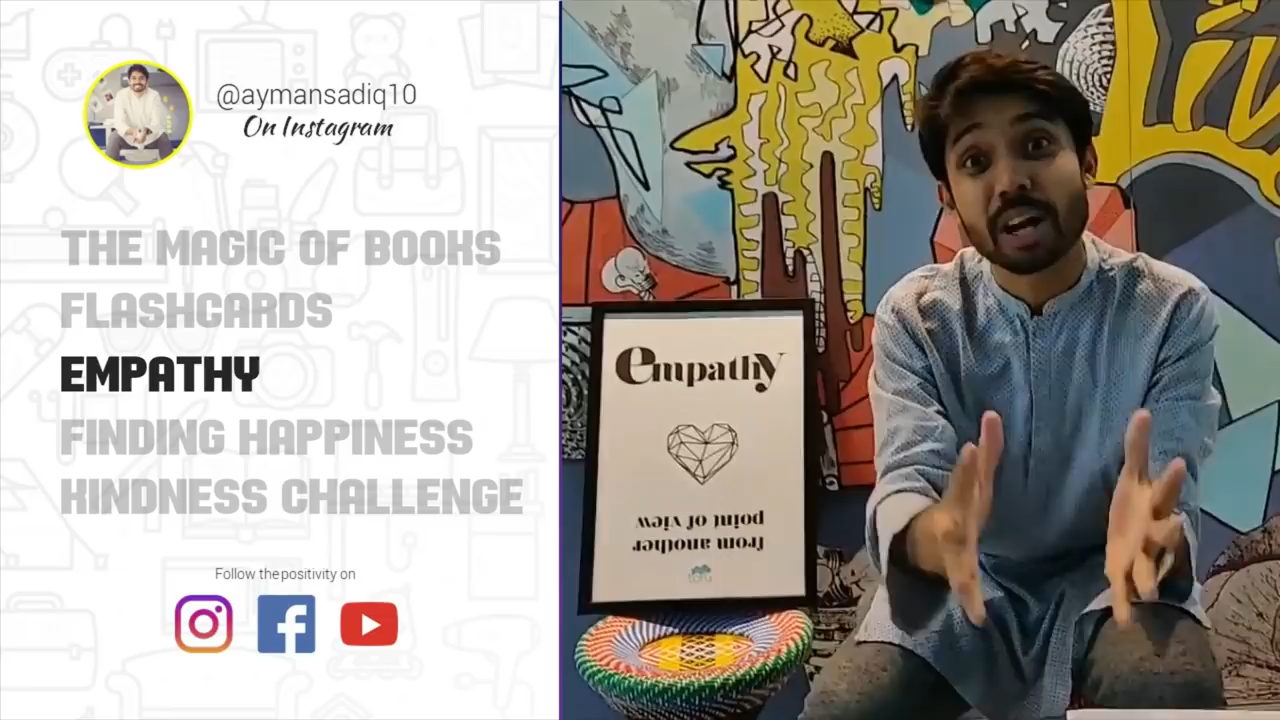 @aymansadiq10
On Instagram
THE MAGIC OF BOOKS
FLASHCARDS
EMPATHY
FINDING HAPPINESS
KINDNESS CHALLENGE
Follow the positivity on
empathy
from another
point of view